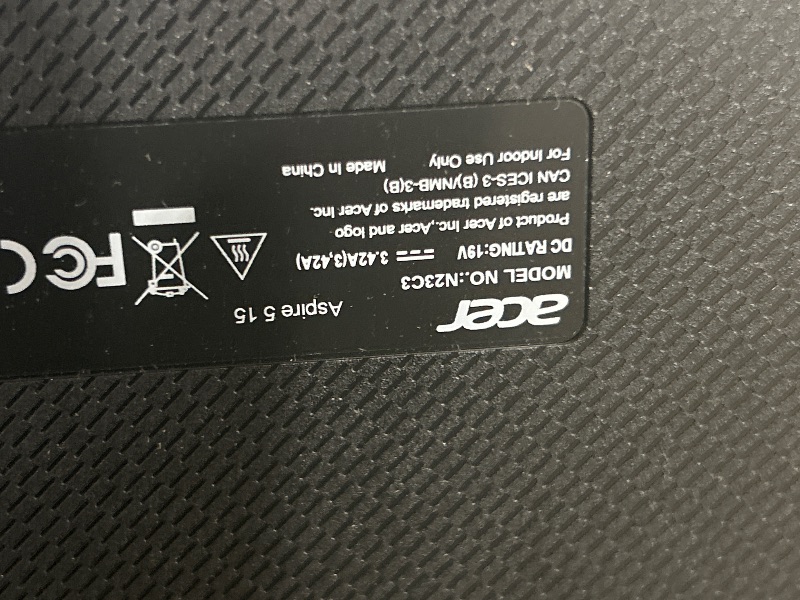 acer Aspire 5 15
MODEL NO.:N23C3
DC RATING:19V 3.42A(3,42A)
Product of Acer Inc.,Acer and logo
are registered trademarks of Acer Inc.
CAN ICES-3 (B)/NMB-3(B)
For Indoor Use Only Made In China
FC